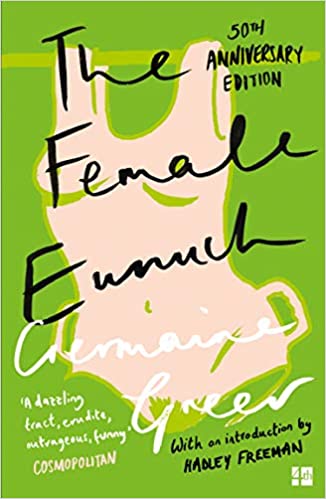 50TH
ANNIVERSARY
EDITION
The
Female
Eunuch
Germaine
Greer
'A dazzling
tract, erudite,
outrageous, funny'
COSMOPOLITAN
With an introduction by
HADLEY FREEMAN
4th